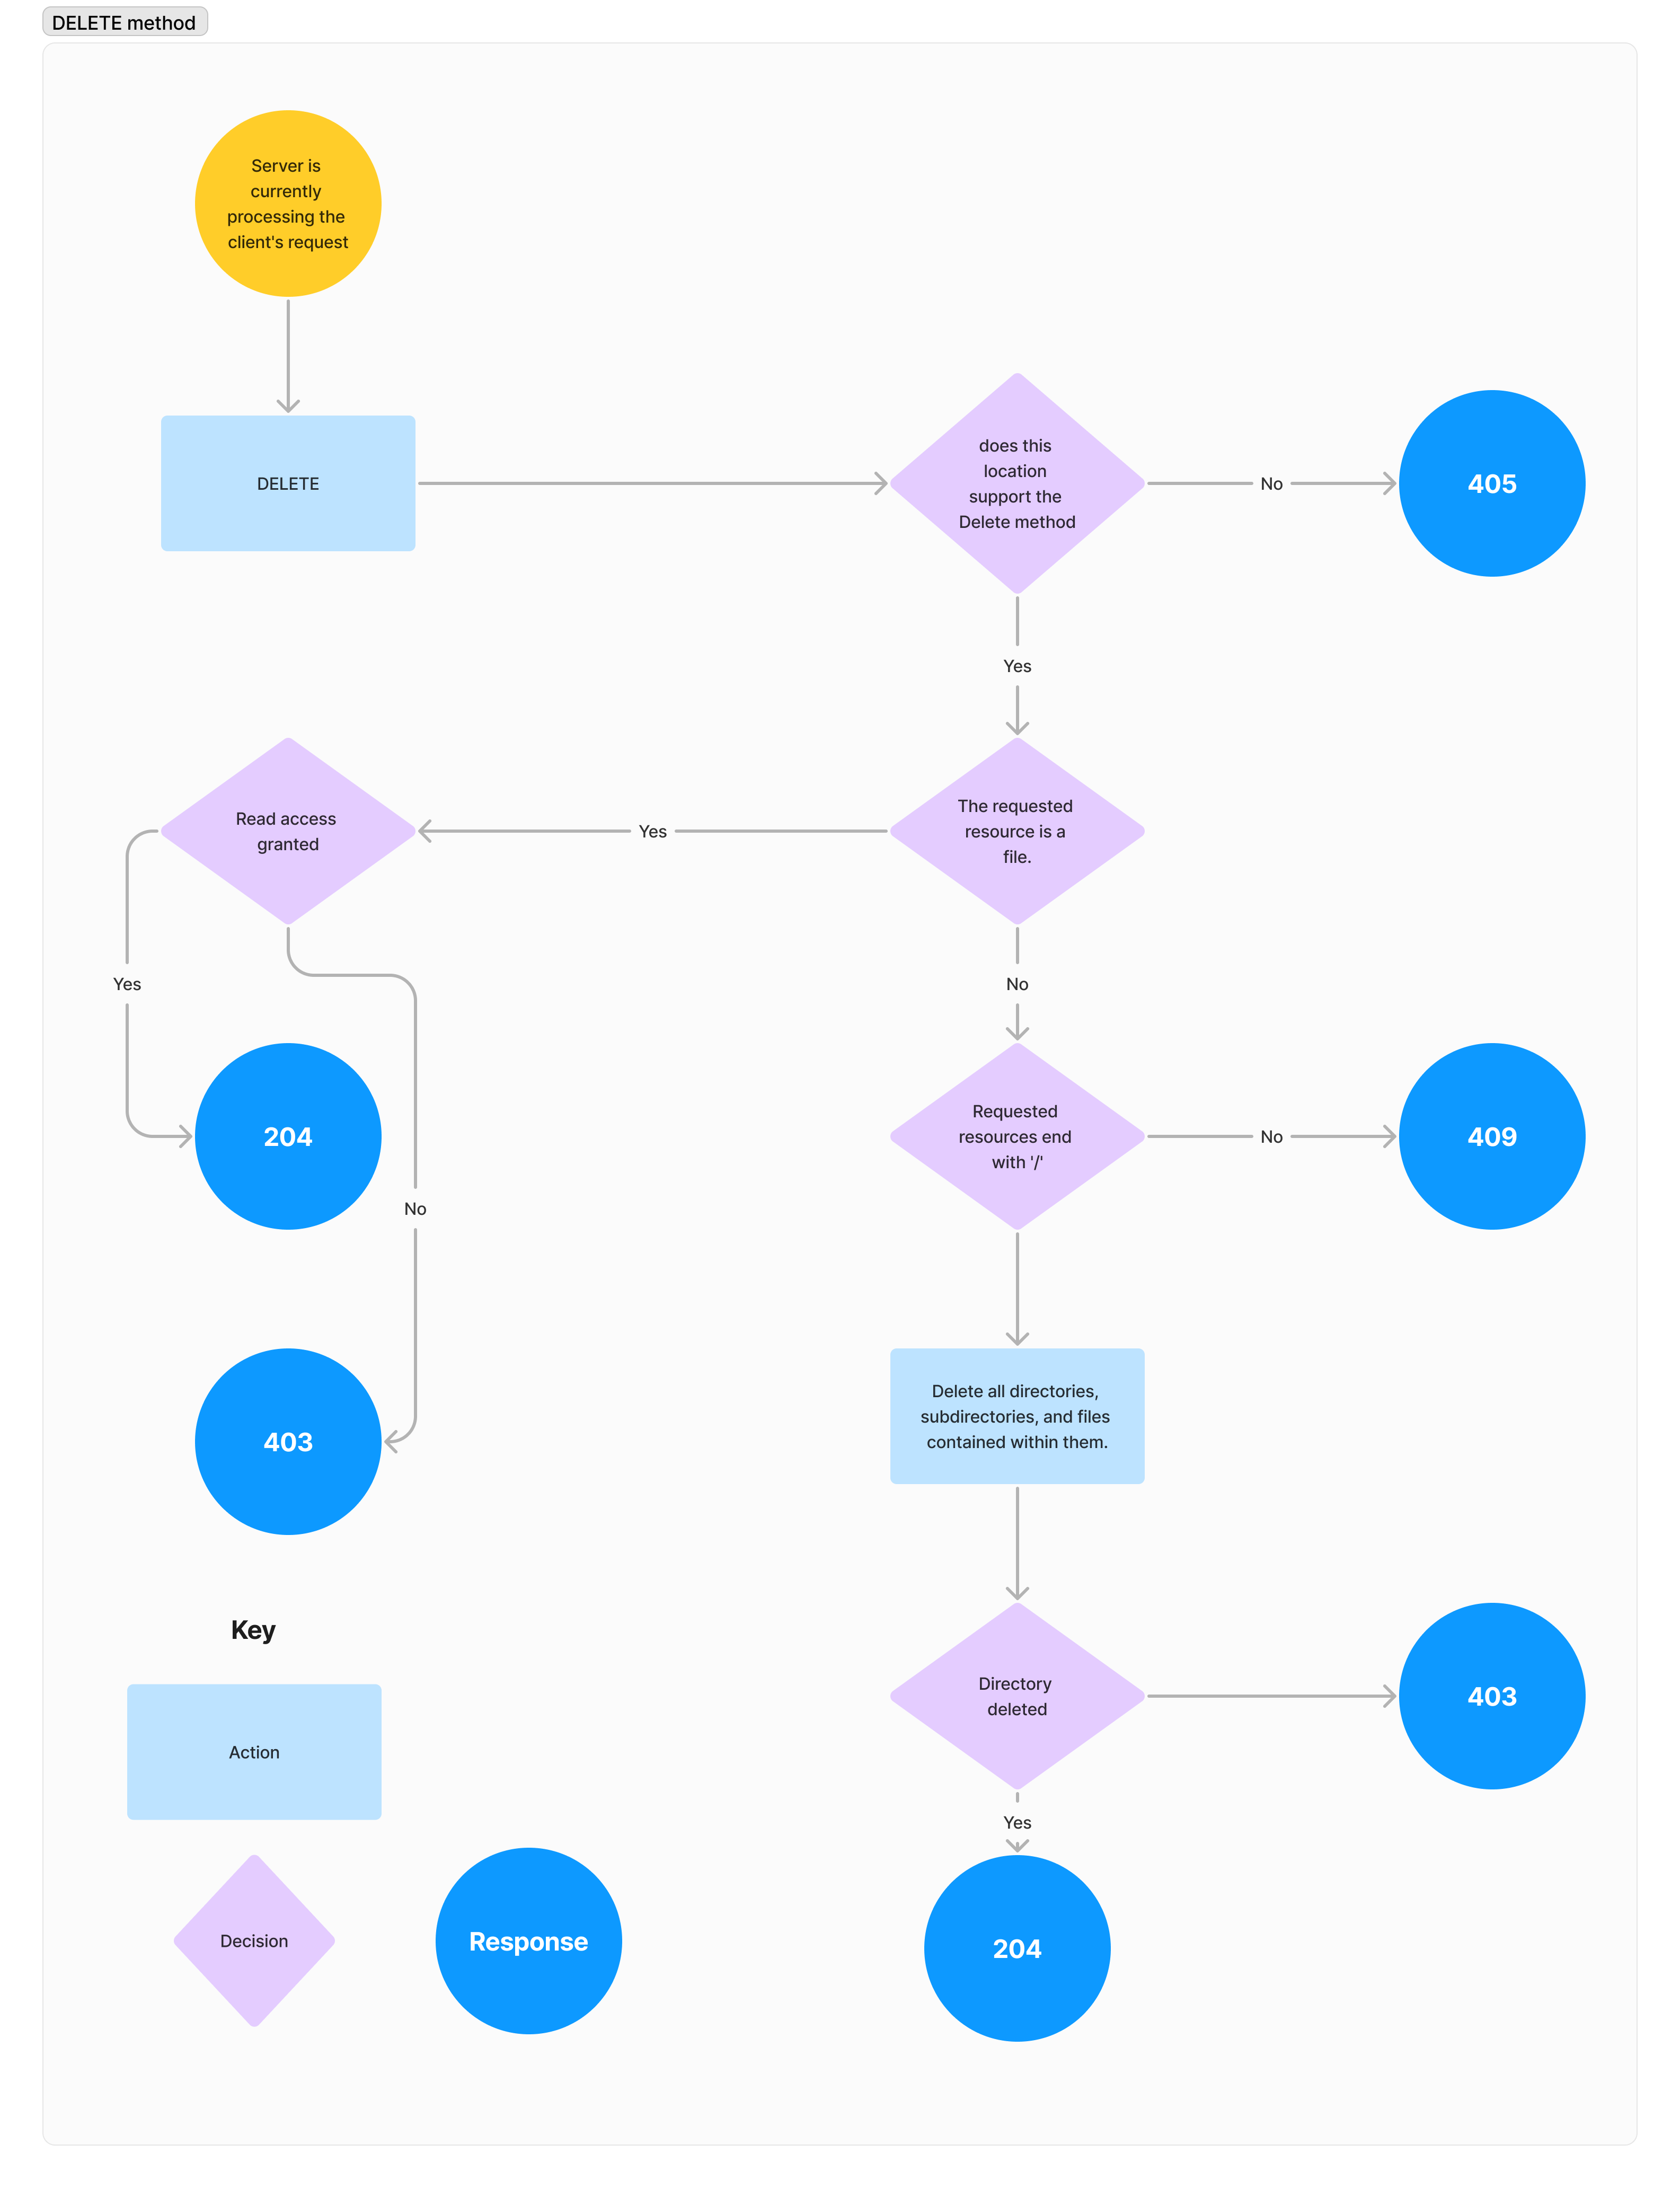 DELETE method
Server is
currently
processing the
client's request
DELETE
does this
location
support the
Delete method
No
405
Yes
Read access
granted
Yes
The requested
resource is a
file.
Yes
No
204
Requested
resources end
with '/'
No
409
No
403
Delete all directories,
subdirectories, and files
contained within them.
Key
Directory
deleted
403
Action
Yes
Decision
Response
204